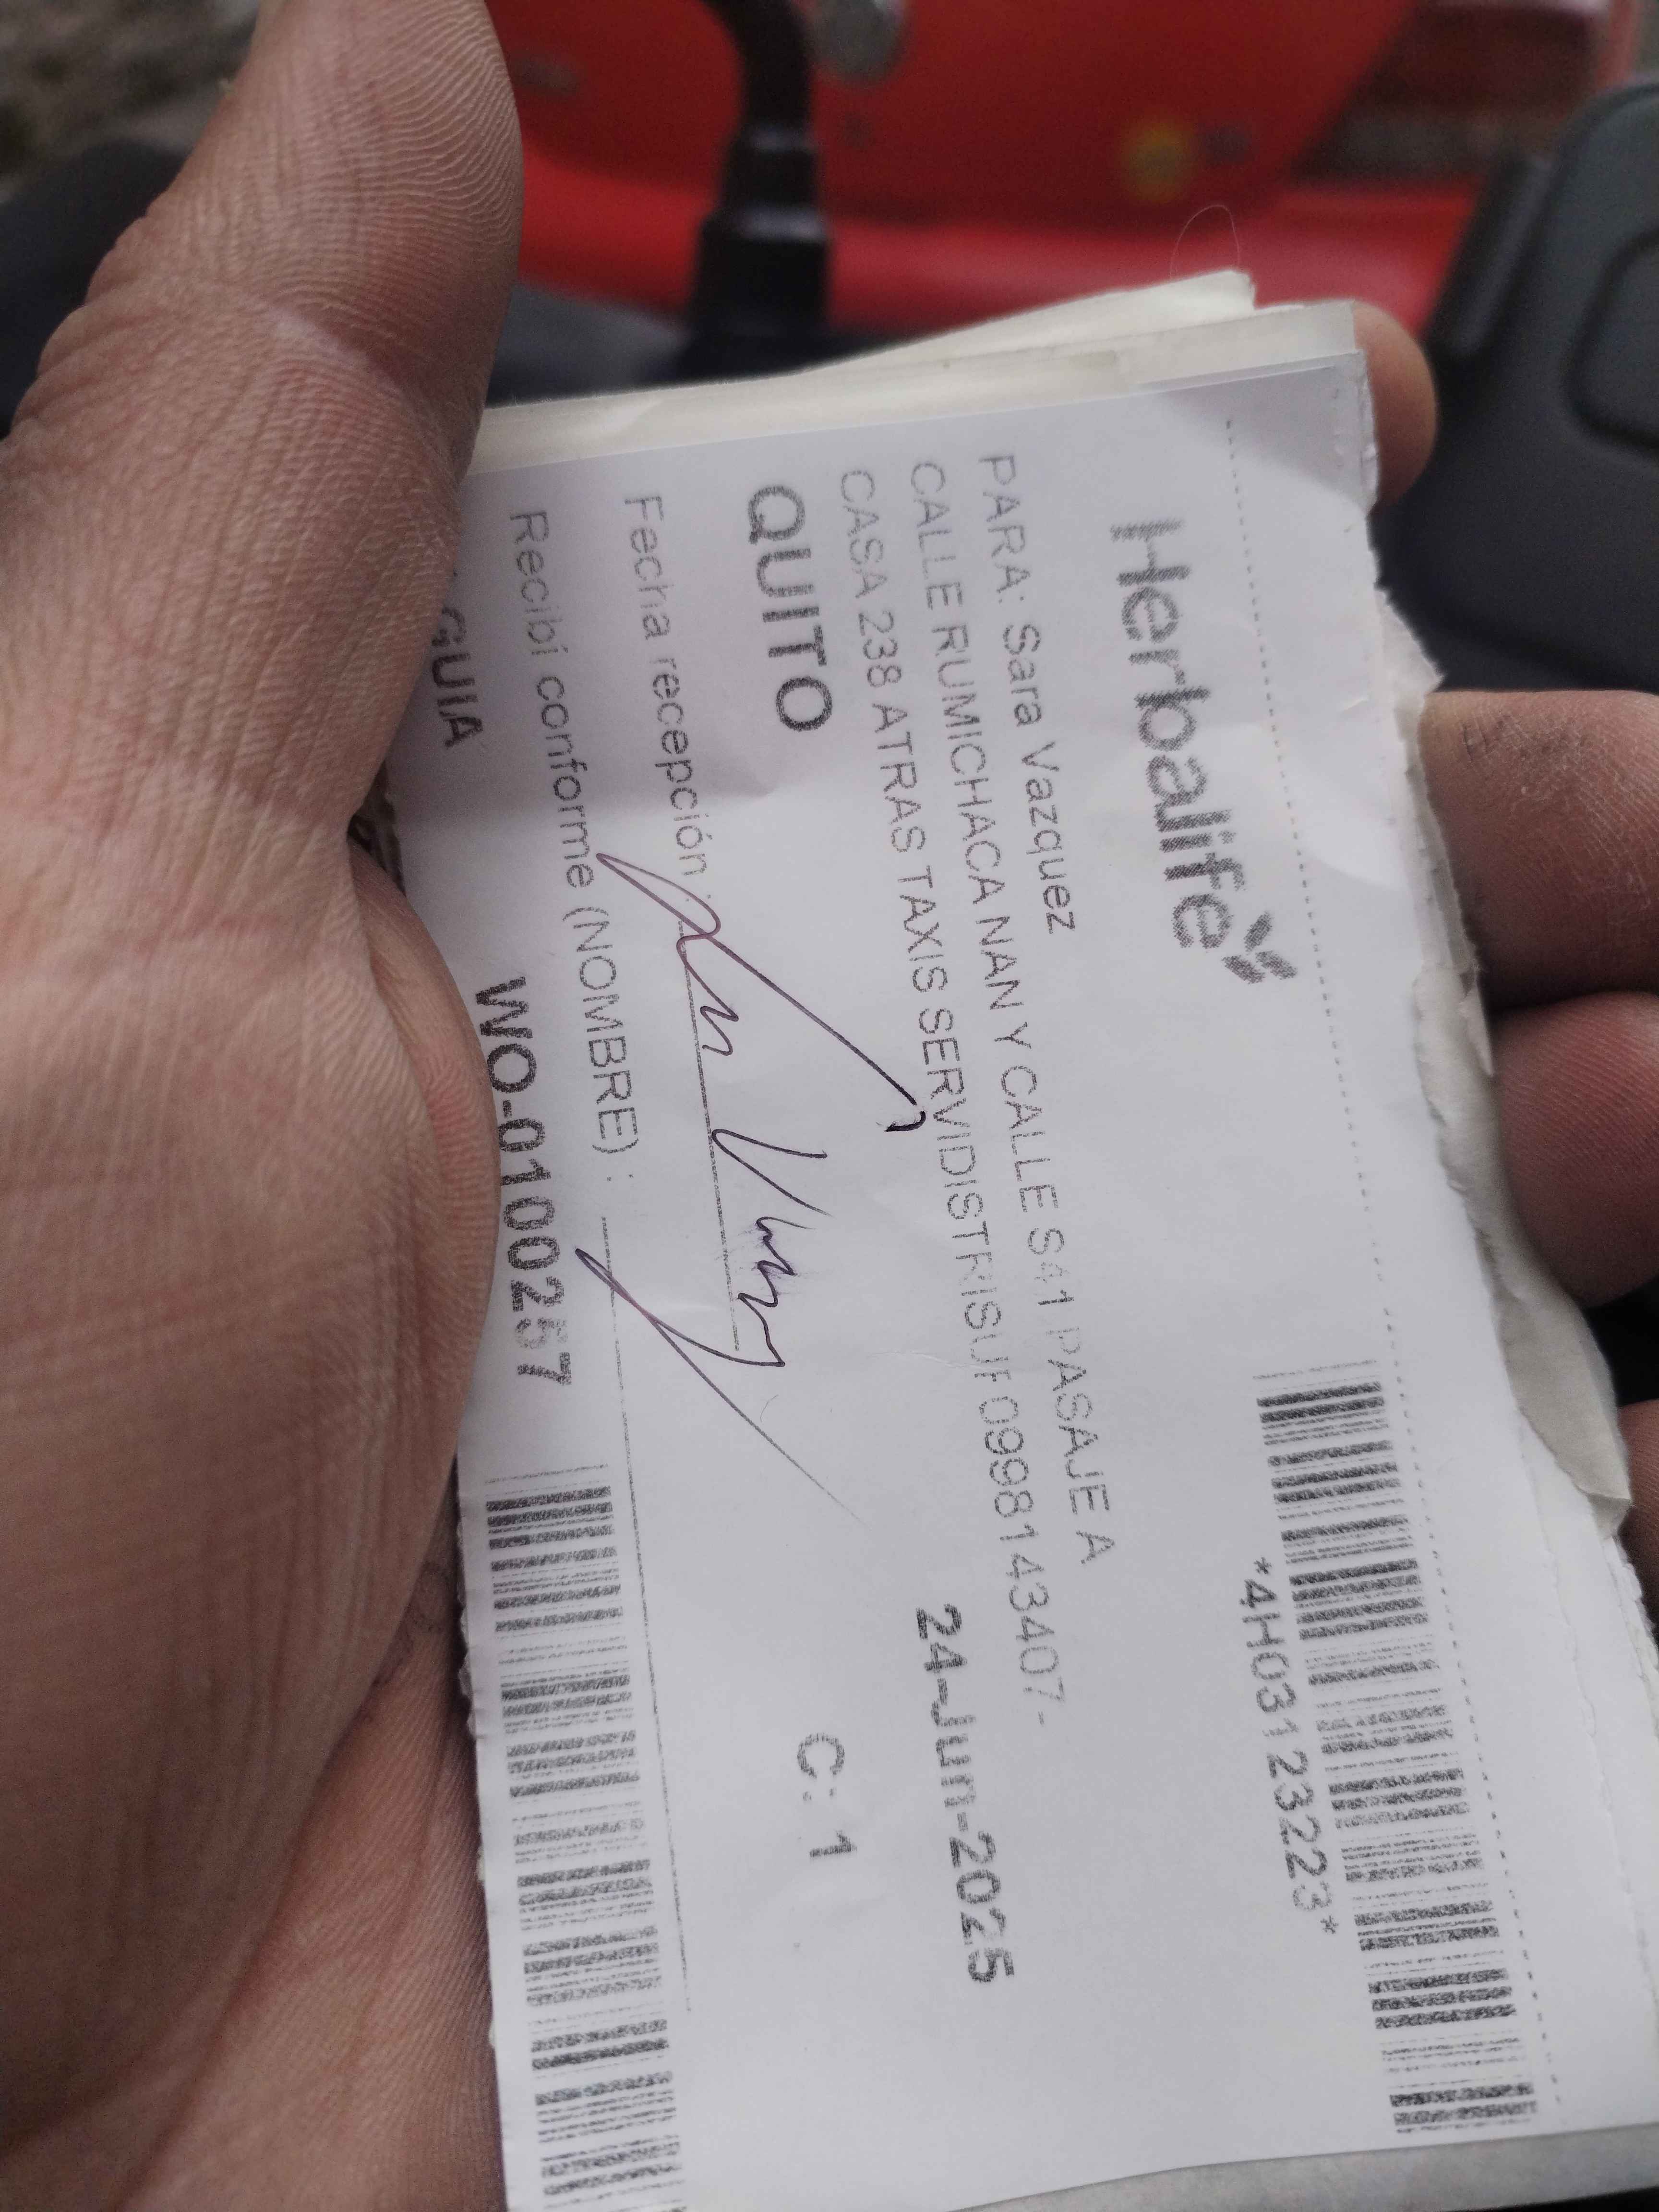 Herbalife
*4H03123223*
PARA: Sara Vazquez
CALLE RUMICHACA NAN Y CALLE S41 PASAJE A
CASA 238 ATRAS TAXIS SERVIDISTRISUR 0998143407-
24-Jun-2025
QUITO
C: 1
Fecha recepción :
Recibí conforme (NOMBRE) :
GUIA WO-0100257